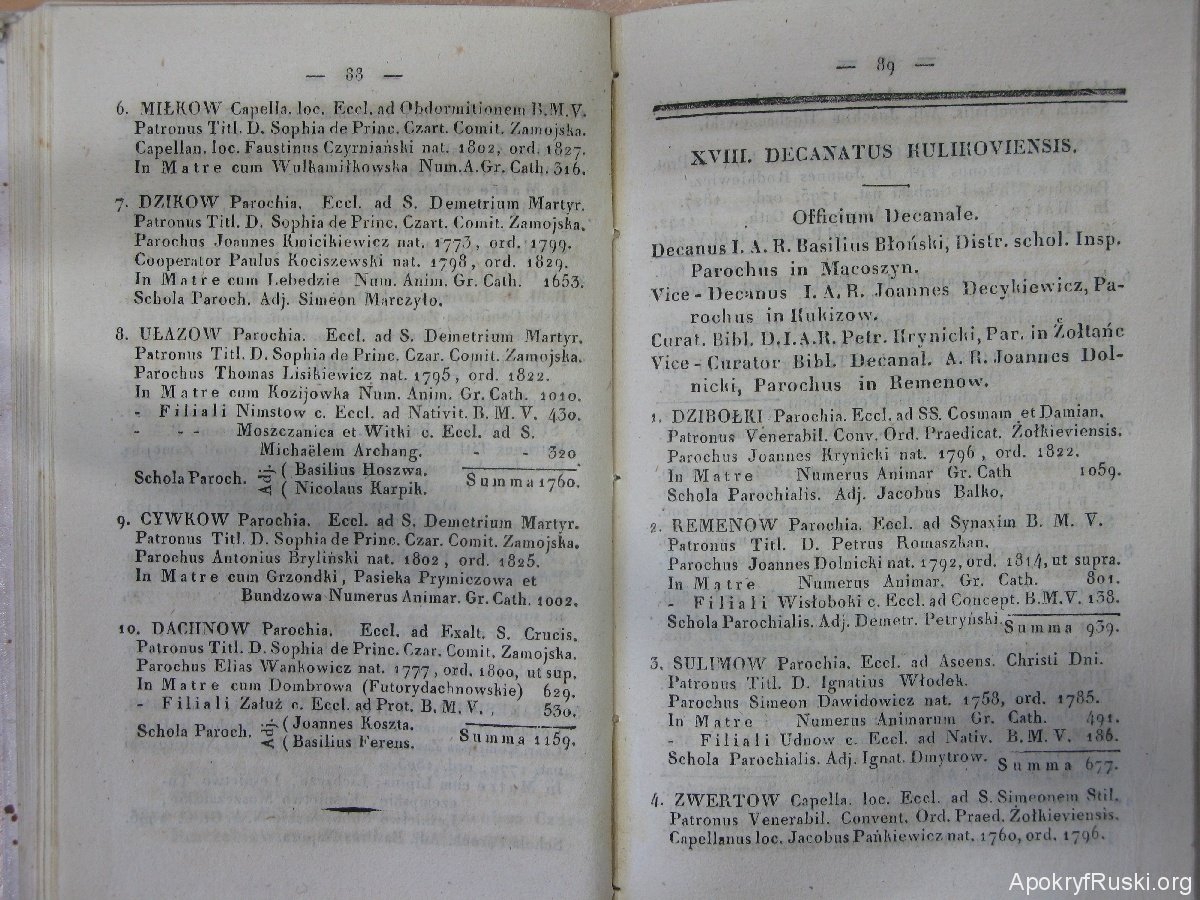 — 88 —
6. MIŁKOW Capella. loc. Eccl. ad Obdormitionem B.M.V.
Patronus Titl. D. Sophia de Princ. Czart. Comit. Zamojska.
Capellan. loc. Faustinus Czyrniański nat. 1802, ord. 1827.
In Matre cum Wulkamiłkowska Num.A.Gr. Cath. 316.
7. DZIKOW Parochia. Eccl. ad S. Demetrium Martyr.
Patronus Titl. D. Sophia de Princ. Czart. Comit. Zamojska.
Parochus Joannes Kmicikiewicz nat. 1773, ord. 1799.
Cooperator Paulus Kociszewski nat. 1798, ord. 1829.
In Matre cum Lebedzie Num. Anim. Gr. Cath. 1653.
Schola Paroch. Adj. Simeon Marczyło.
8. UŁAZOW Parochia. Eccl. ad S. Demetrium Martyr.
Patronus Titl. D. Sophia de Princ. Czar. Comit. Zamojska.
Parochus Thomas Lisikiewicz nat. 1795, ord. 1822.
In Matre cum Kozijowka Num. Anim. Gr. Cath. 1010.
- Filiali Nimstow c. Eccl. ad Nativit. B. M. V. 430.
- - - Moszczanica et Witki c. Eccl. ad S.
Michaëlem Archang. - - 320
Schola Paroch. Adj. ( Basilius Hoszwa.
( Nicolaus Karpik. Summa 1760.
9. CYWKOW Parochia. Eccl. ad S. Demetrium Martyr.
Patronus Titl. D. Sophia de Princ. Czar. Comit. Zamojska.
Parochus Antonius Bryliński nat. 1802, ord. 1825.
In Matre cum Grzondki, Pasieka Prymiczowa et
Bundzowa Numerus Animar. Gr. Cath. 1002.
10. DACHNOW Parochia. Eccl. ad Exalt. S. Crucis.
Patronus Titl. D. Sophia de Princ. Czar. Comit. Zamojska.
Parochus Elias Wankowicz nat. 1777, ord. 1800, ut sup.
In Matre cum Dombrowa (Futorydachnowskie) 629.
- Filiali Załuż c. Eccl. ad Prot. B. M. V. 530.
Schola Paroch. Adj. ( Joannes Koszta.
( Basilius Ferens. Summa 1159.
— 89 —
XVIII. DECANATUS KULIKOVIENSIS.
Officium Decanale.
Decanus I. A. R. Basilius Błoński, Distr. schol. Insp.
Parochus in Macoszyn.
Vice-Decanus I. A. R. Joannes Decykiewicz, Pa-
rochus in Kukizow.
Curat. Bibl. D.I.A.R. Petr. Krynicki, Par. in Żołtańc
Vice-Curator Bibl. Decanal. A. R. Joannes Dol-
nicki, Parochus in Remenow.
1. DZIBOŁKI Parochia. Eccl. ad SS. Cosmam et Damian.
Patronus Venerabil. Conv. Ord. Praedicat. Żołkieviensis.
Parochus Joannes Krynicki nat. 1796, ord. 1822.
In Matre Numerus Animar Gr. Cath 1059.
Schola Parochialis. Adj. Jacobus Balko.
2. REMENOW Parochia. Eccl. ad Synaxim B. M. V.
Patronus Titl. D. Petrus Romaszkan.
Parochus Joannes Dolnicki nat. 1792, ord. 1814, ut supra.
In Matre Numerus Animar. Gr. Cath. 801.
- Filiali Wisłoboki c. Eccl. ad Concept. B.M.V. 138.
Schola Parochialis. Adj. Demetr. Petryński. Summa 939.
3. SULIMOW Parochia. Eccl. ad Ascens. Christi Dni.
Patronus Titl. D. Ignatius Włodek.
Parochus Simeon Dawidowicz nat. 1758, ord. 1785.
In Matre Numerus Animarum Gr. Cath. 491.
- Filiali Udnow c. Eccl. ad Nativ. B. M. V. 186.
Schola Parochialis. Adj. Ignat. Dmytrow. Summa 677.
4. ZWERTOW Capella. loc. Eccl. ad S. Simeonem Stil.
Patronus Venerabil. Convent. Ord. Praed. Żołkieviensis.
Capellanus loc. Jacobus Pańkiewicz nat. 1760, ord. 1796.
ApokryfRuski.org